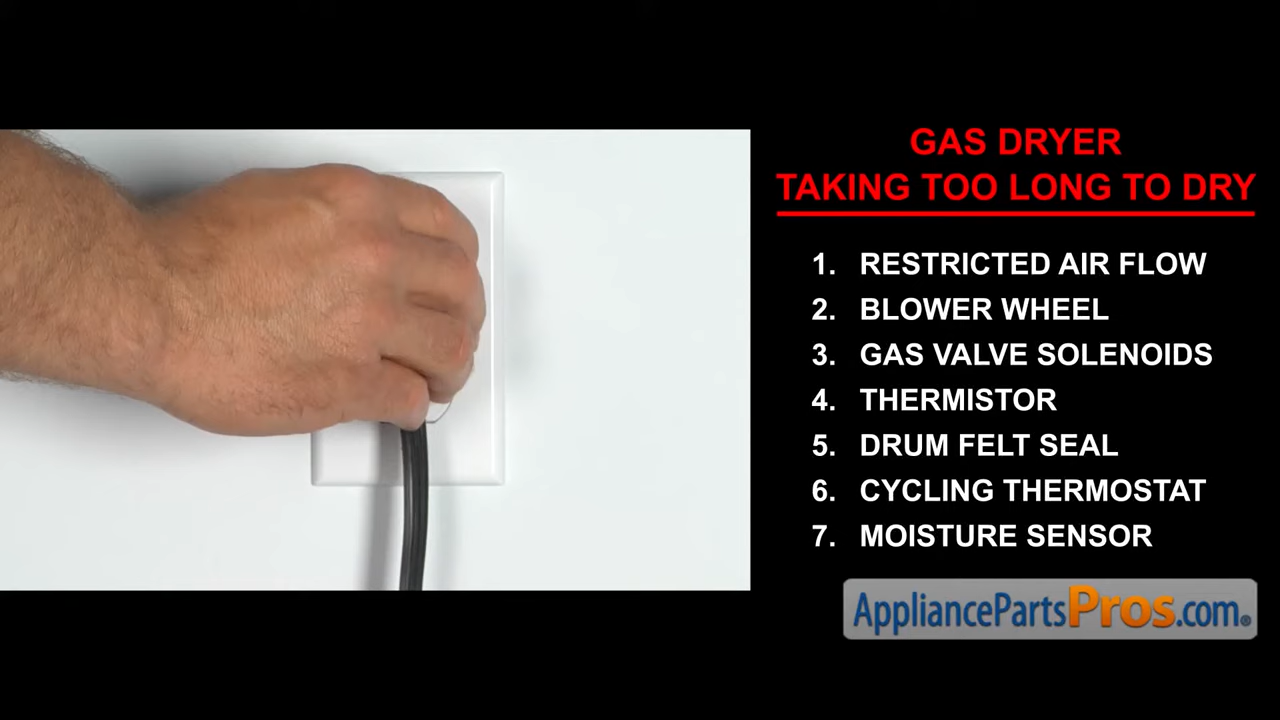 GAS DRYER
TAKING TOO LONG TO DRY
1. RESTRICTED AIR FLOW
2. BLOWER WHEEL
3. GAS VALVE SOLENOIDS
4. THERMISTOR
5. DRUM FELT SEAL
6. CYCLING THERMOSTAT
7. MOISTURE SENSOR
AppliancePartsPros.com®